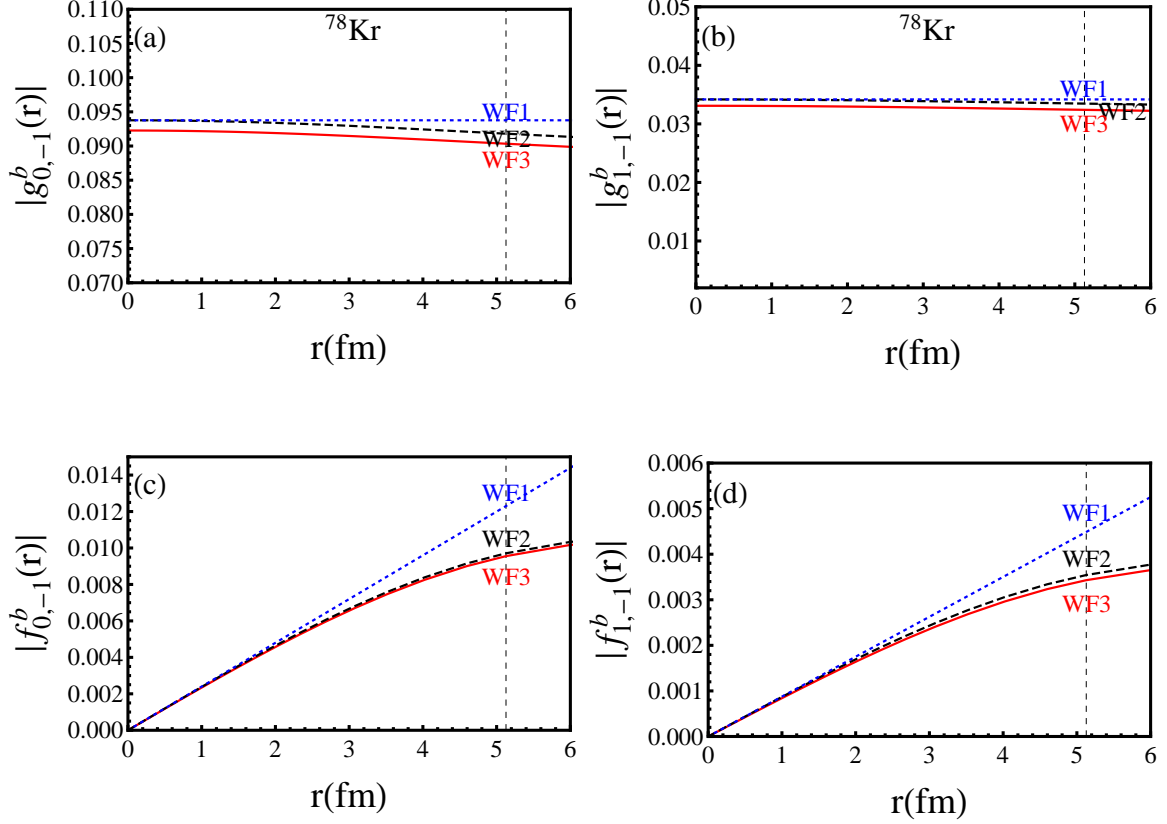 (a)
78Kr
|g^b_{0,-1}(r)|
0.110
0.105
0.100
0.095
0.090
0.085
0.080
0.075
0.070
WF1
WF2
WF3
0 1 2 3 4 5 6
r(fm)
(b)
78Kr
|g^b_{1,-1}(r)|
0.05
0.04
0.03
0.02
0.01
WF1
WF2
WF3
0 1 2 3 4 5 6
r(fm)
(c)
|f^b_{0,-1}(r)|
0.014
0.012
0.010
0.008
0.006
0.004
0.002
0.000
WF1
WF2
WF3
0 1 2 3 4 5 6
r(fm)
(d)
|f^b_{1,-1}(r)|
0.006
0.005
0.004
0.003
0.002
0.001
0.000
WF1
WF2
WF3
0 1 2 3 4 5 6
r(fm)